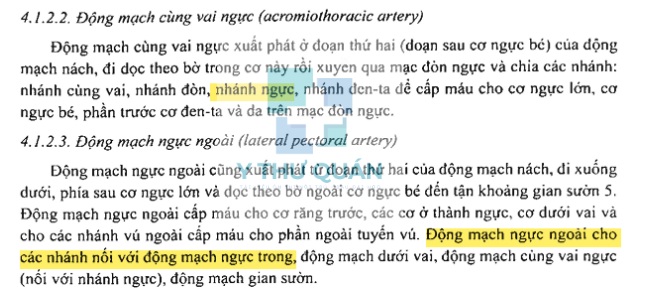 4.1.2.2. Động mạch cùng vai ngực (acromiothoracic artery)
Động mạch cùng vai ngực xuất phát ở đoạn thứ hai (đoạn sau cơ ngực bé) của động
mạch nách, đi dọc theo bờ trong cơ này rồi xuyen qua mạc đòn ngực và chia các nhánh:
nhánh cùng vai, nhánh đòn, nhánh ngực, nhánh đen-ta để cấp máu cho cơ ngực lớn, cơ
ngực bé, phần trước cơ đen-ta và da trên mạc đòn ngực.
4.1.2.3. Động mạch ngực ngoài (lateral pectoral artery)
Y THƯ QUÁN
Động mạch ngực ngoài cũng xuất phát từ đoạn thứ hai của động mạch nách, đi xuống
dưới, phía sau cơ ngực lớn và dọc theo bờ ngoài cơ ngực bé đến tận khoảng gian sườn 5.
Động mạch ngực ngoài cấp máu cho cơ răng trước, các cơ ở thành ngực, cơ dưới vai và
cho các nhánh vú ngoài cấp máu cho phần ngoài tuyến vú. Động mạch ngực ngoài cho
các nhánh nối với động mạch ngực trong, động mạch dưới vai, động mạch cùng vai ngực
(nối với nhánh ngực), động mạch gian sườn.